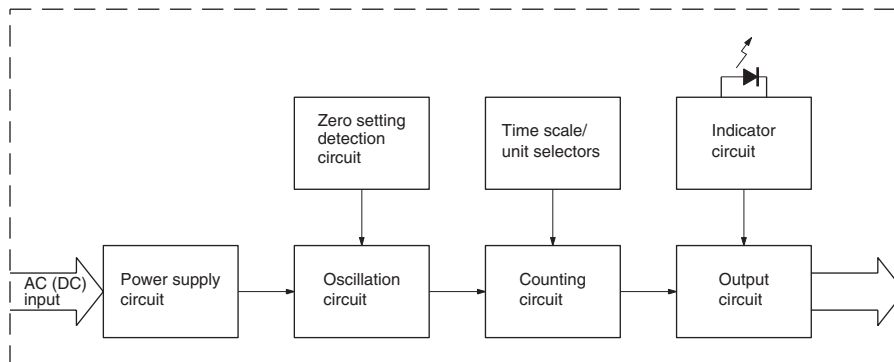 Zero setting
detection
circuit
Time scale/
unit selectors
Indicator
circuit
AC (DC)
input
Power supply
circuit
Oscillation
circuit
Counting
circuit
Output
circuit